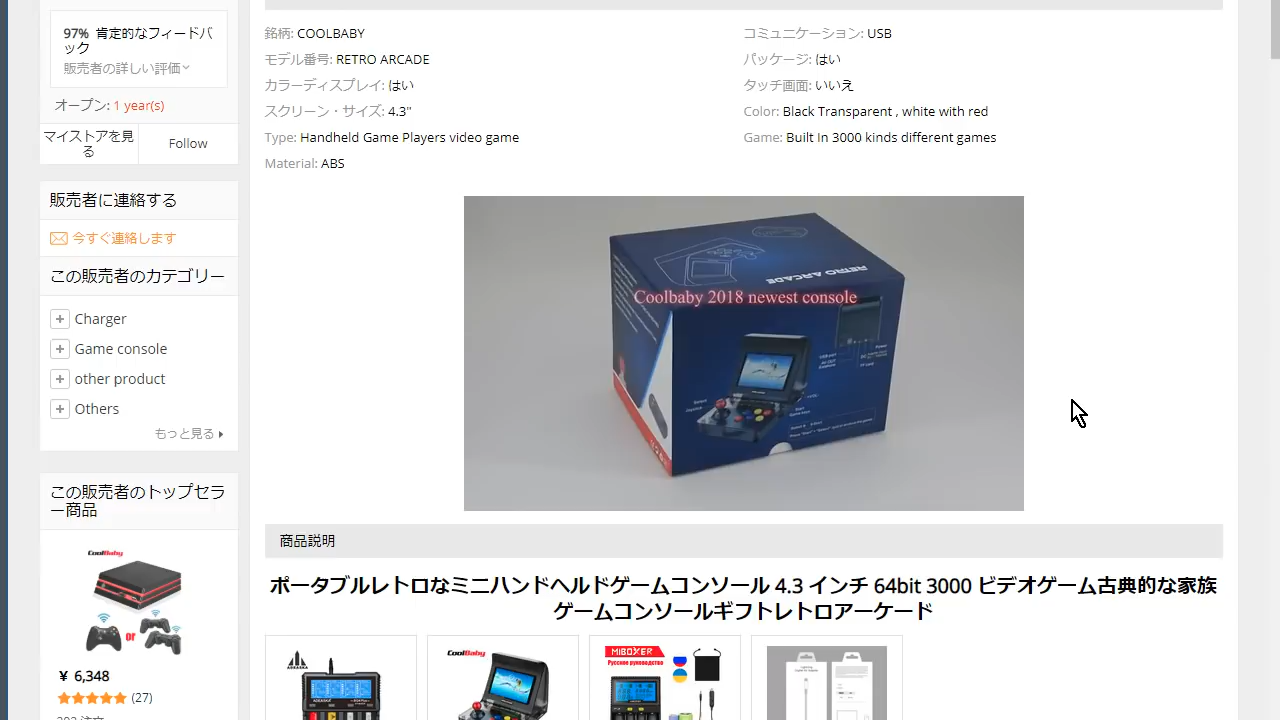 97% 肯定的なフィードバ
ック
販売者の詳しい評価
オープン: 1 year(s)
マイストアを見
る
Follow
販売者に連絡する
今すぐ連絡します
この販売者のカテゴリー
+ Charger
+ Game console
+ other product
+ Others
もっと見る
この販売者のトップセラ
ー商品
CoolBaby
or
¥ 6,348
(27)
銘柄: COOLBABY
コミュニケーション: USB
モデル番号: RETRO ARCADE
パッケージ: はい
カラーディスプレイ: はい
タッチ画面: いいえ
スクリーン・サイズ: 4.3"
Color: Black Transparent , white with red
Type: Handheld Game Players video game
Game: Built In 3000 kinds different games
Material: ABS
RETRO ARCADE
Coolbaby 2018 newest console
商品説明
ポータブルレトロなミニハンドヘルドゲームコンソール 4.3 インチ 64bit 3000 ビデオゲーム古典的な家族
ゲームコンソールギフトレトロアーケード
CoolBaby
MIBOXER
Русское руководство